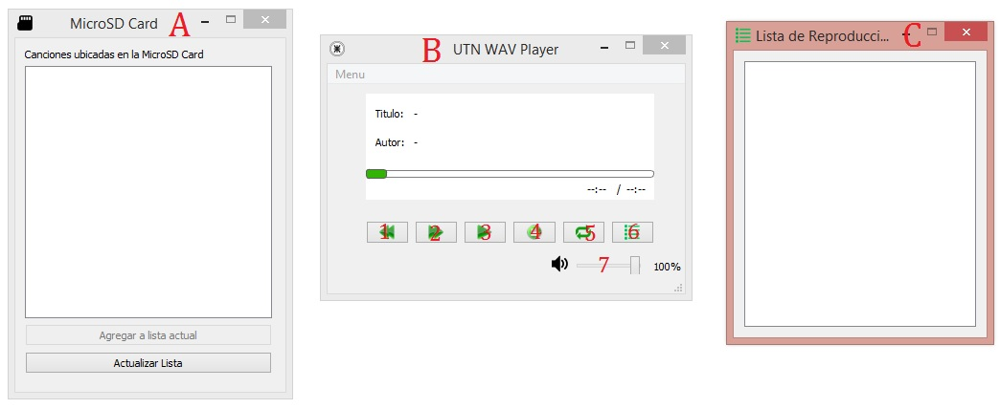 MicroSD Card A
Canciones ubicadas en la MicroSD Card
Agregar a lista actual
Actualizar Lista
B UTN WAV Player
Menu
Titulo: -
Autor: -
--:-- / --:--
1 2 3 4 5 6
7 100%
Lista de Reproducci... C